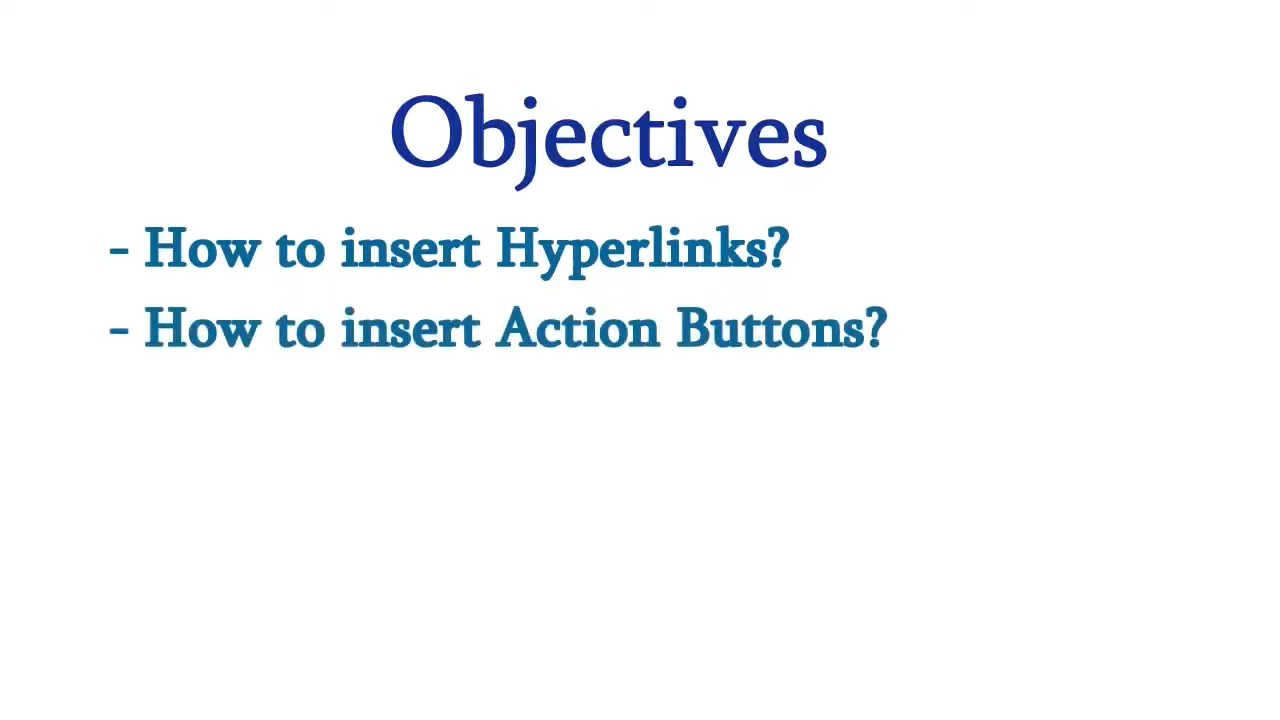 Objectives
- How to insert Hyperlinks?
- How to insert Action Buttons?